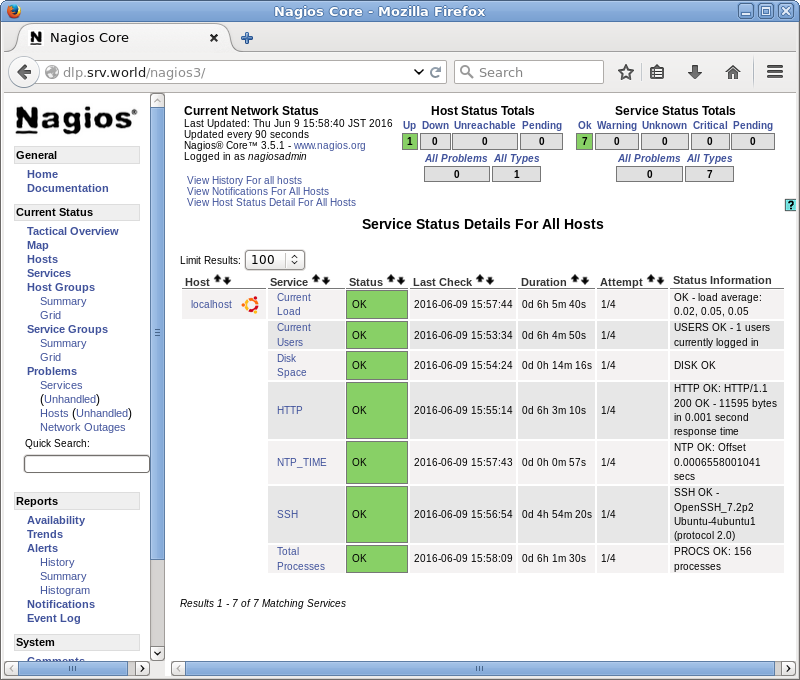 Nagios Core - Mozilla Firefox
Nagios Core
dlp.srv.world/nagios3/
Search
Nagios®
General
Home
Documentation
Current Status
Tactical Overview
Map
Hosts
Services
Host Groups
Summary
Grid
Service Groups
Summary
Grid
Problems
Services
(Unhandled)
Hosts (Unhandled)
Network Outages
Quick Search:
Reports
Availability
Trends
Alerts
History
Summary
Histogram
Notifications
Event Log
System
Comments
Current Network Status
Last Updated: Thu Jun 9 15:58:40 JST 2016
Updated every 90 seconds
Nagios® Core™ 3.5.1 - www.nagios.org
Logged in as nagiosadmin
View History For all hosts
View Notifications For All Hosts
View Host Status Detail For All Hosts
Host Status Totals
Up Down Unreachable Pending
1 0 0 0
All Problems All Types
0 1
Service Status Totals
Ok Warning Unknown Critical Pending
7 0 0 0 0
All Problems All Types
0 7
?
Service Status Details For All Hosts
Limit Results: 100
Host Service Status Last Check Duration Attempt Status Information
localhost Current Load OK 2016-06-09 15:57:44 0d 6h 5m 40s 1/4 OK - load average: 0.02, 0.05, 0.05
Current Users OK 2016-06-09 15:53:34 0d 6h 4m 50s 1/4 USERS OK - 1 users currently logged in
Disk Space OK 2016-06-09 15:54:24 0d 0h 14m 16s 1/4 DISK OK
HTTP OK 2016-06-09 15:55:14 0d 6h 3m 10s 1/4 HTTP OK: HTTP/1.1 200 OK - 11595 bytes in 0.001 second response time
NTP_TIME OK 2016-06-09 15:57:43 0d 0h 0m 57s 1/4 NTP OK: Offset 0.0006558001041 secs
SSH OK 2016-06-09 15:56:54 0d 4h 54m 20s 1/4 SSH OK - OpenSSH_7.2p2 Ubuntu-4ubuntu1 (protocol 2.0)
Total Processes OK 2016-06-09 15:58:09 0d 6h 1m 30s 1/4 PROCS OK: 156 processes
Results 1 - 7 of 7 Matching Services